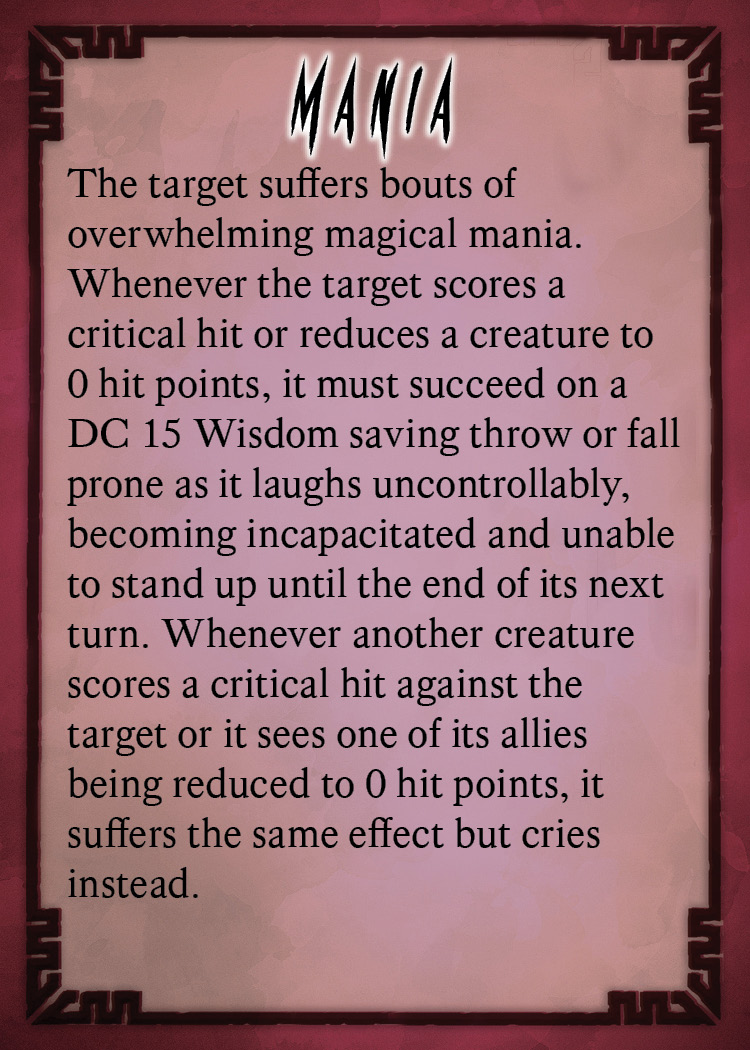 MANIA
The target suffers bouts of
overwhelming magical mania.
Whenever the target scores a
critical hit or reduces a creature to
0 hit points, it must succeed on a
DC 15 Wisdom saving throw or fall
prone as it laughs uncontrollably,
becoming incapacitated and unable
to stand up until the end of its next
turn. Whenever another creature
scores a critical hit against the
target or it sees one of its allies
being reduced to 0 hit points, it
suffers the same effect but cries
instead.